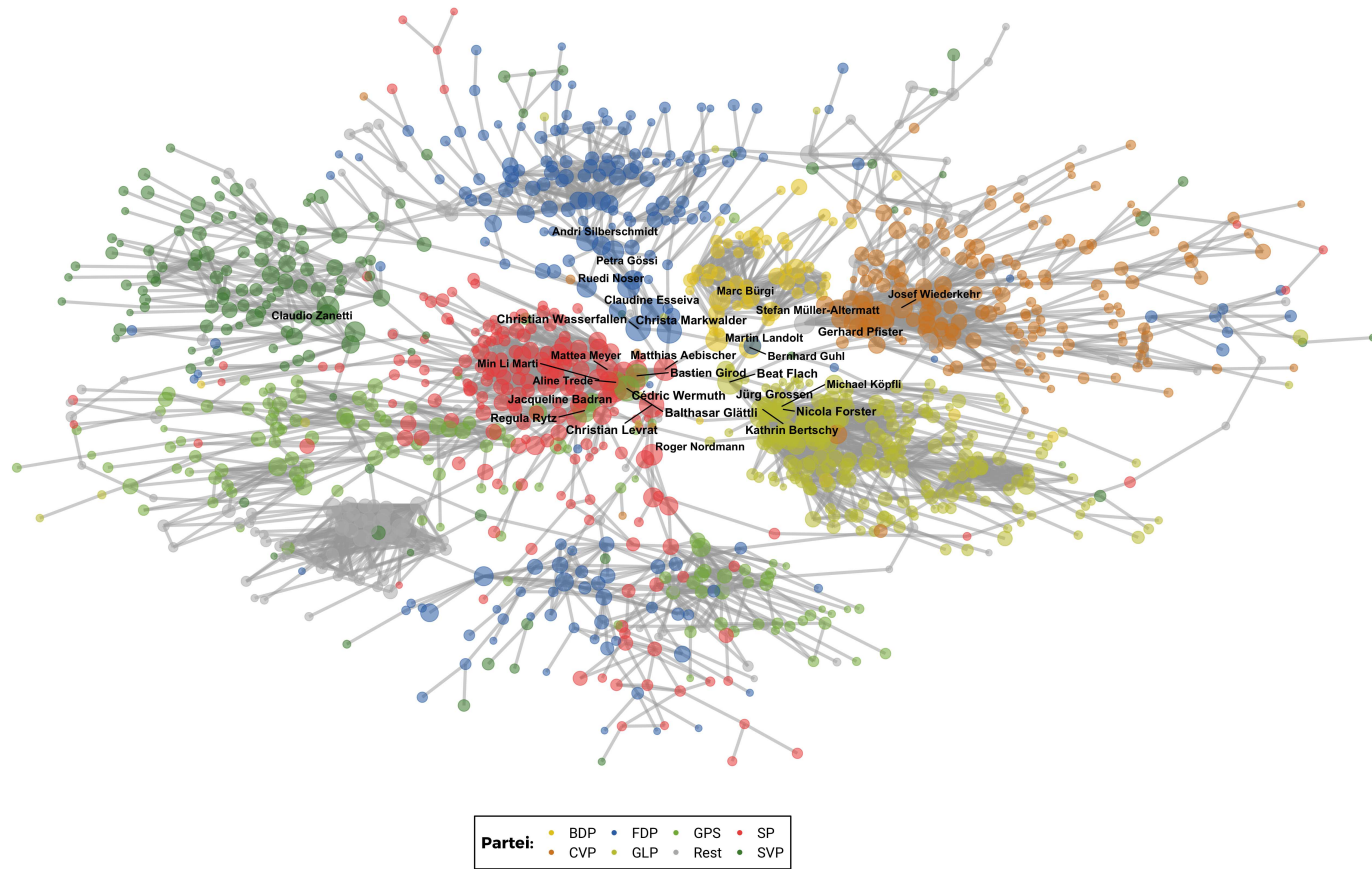 Andri Silberschmidt
Petra Gössi
Ruedi Noser
Marc Bürgi
Josef Wiederkehr
Claudine Esseiva
Stefan Müller-Altermatt
Claudio Zanetti
Christian Wasserfallen
Christa Markwalder
Gerhard Pfister
Martin Landolt
Mattea Meyer
Matthias Aebischer
Bernhard Guhl
Min Li Marti
Bastien Girod
Beat Flach
Aline Trede
Michael Köpfli
Cédric Wermuth
Jürg Grossen
Jacqueline Badran
Balthasar Glättli
Nicola Forster
Regula Rytz
Christian Levrat
Kathrin Bertschy
Roger Nordmann
Partei:
BDP FDP GPS SP
CVP GLP Rest SVP